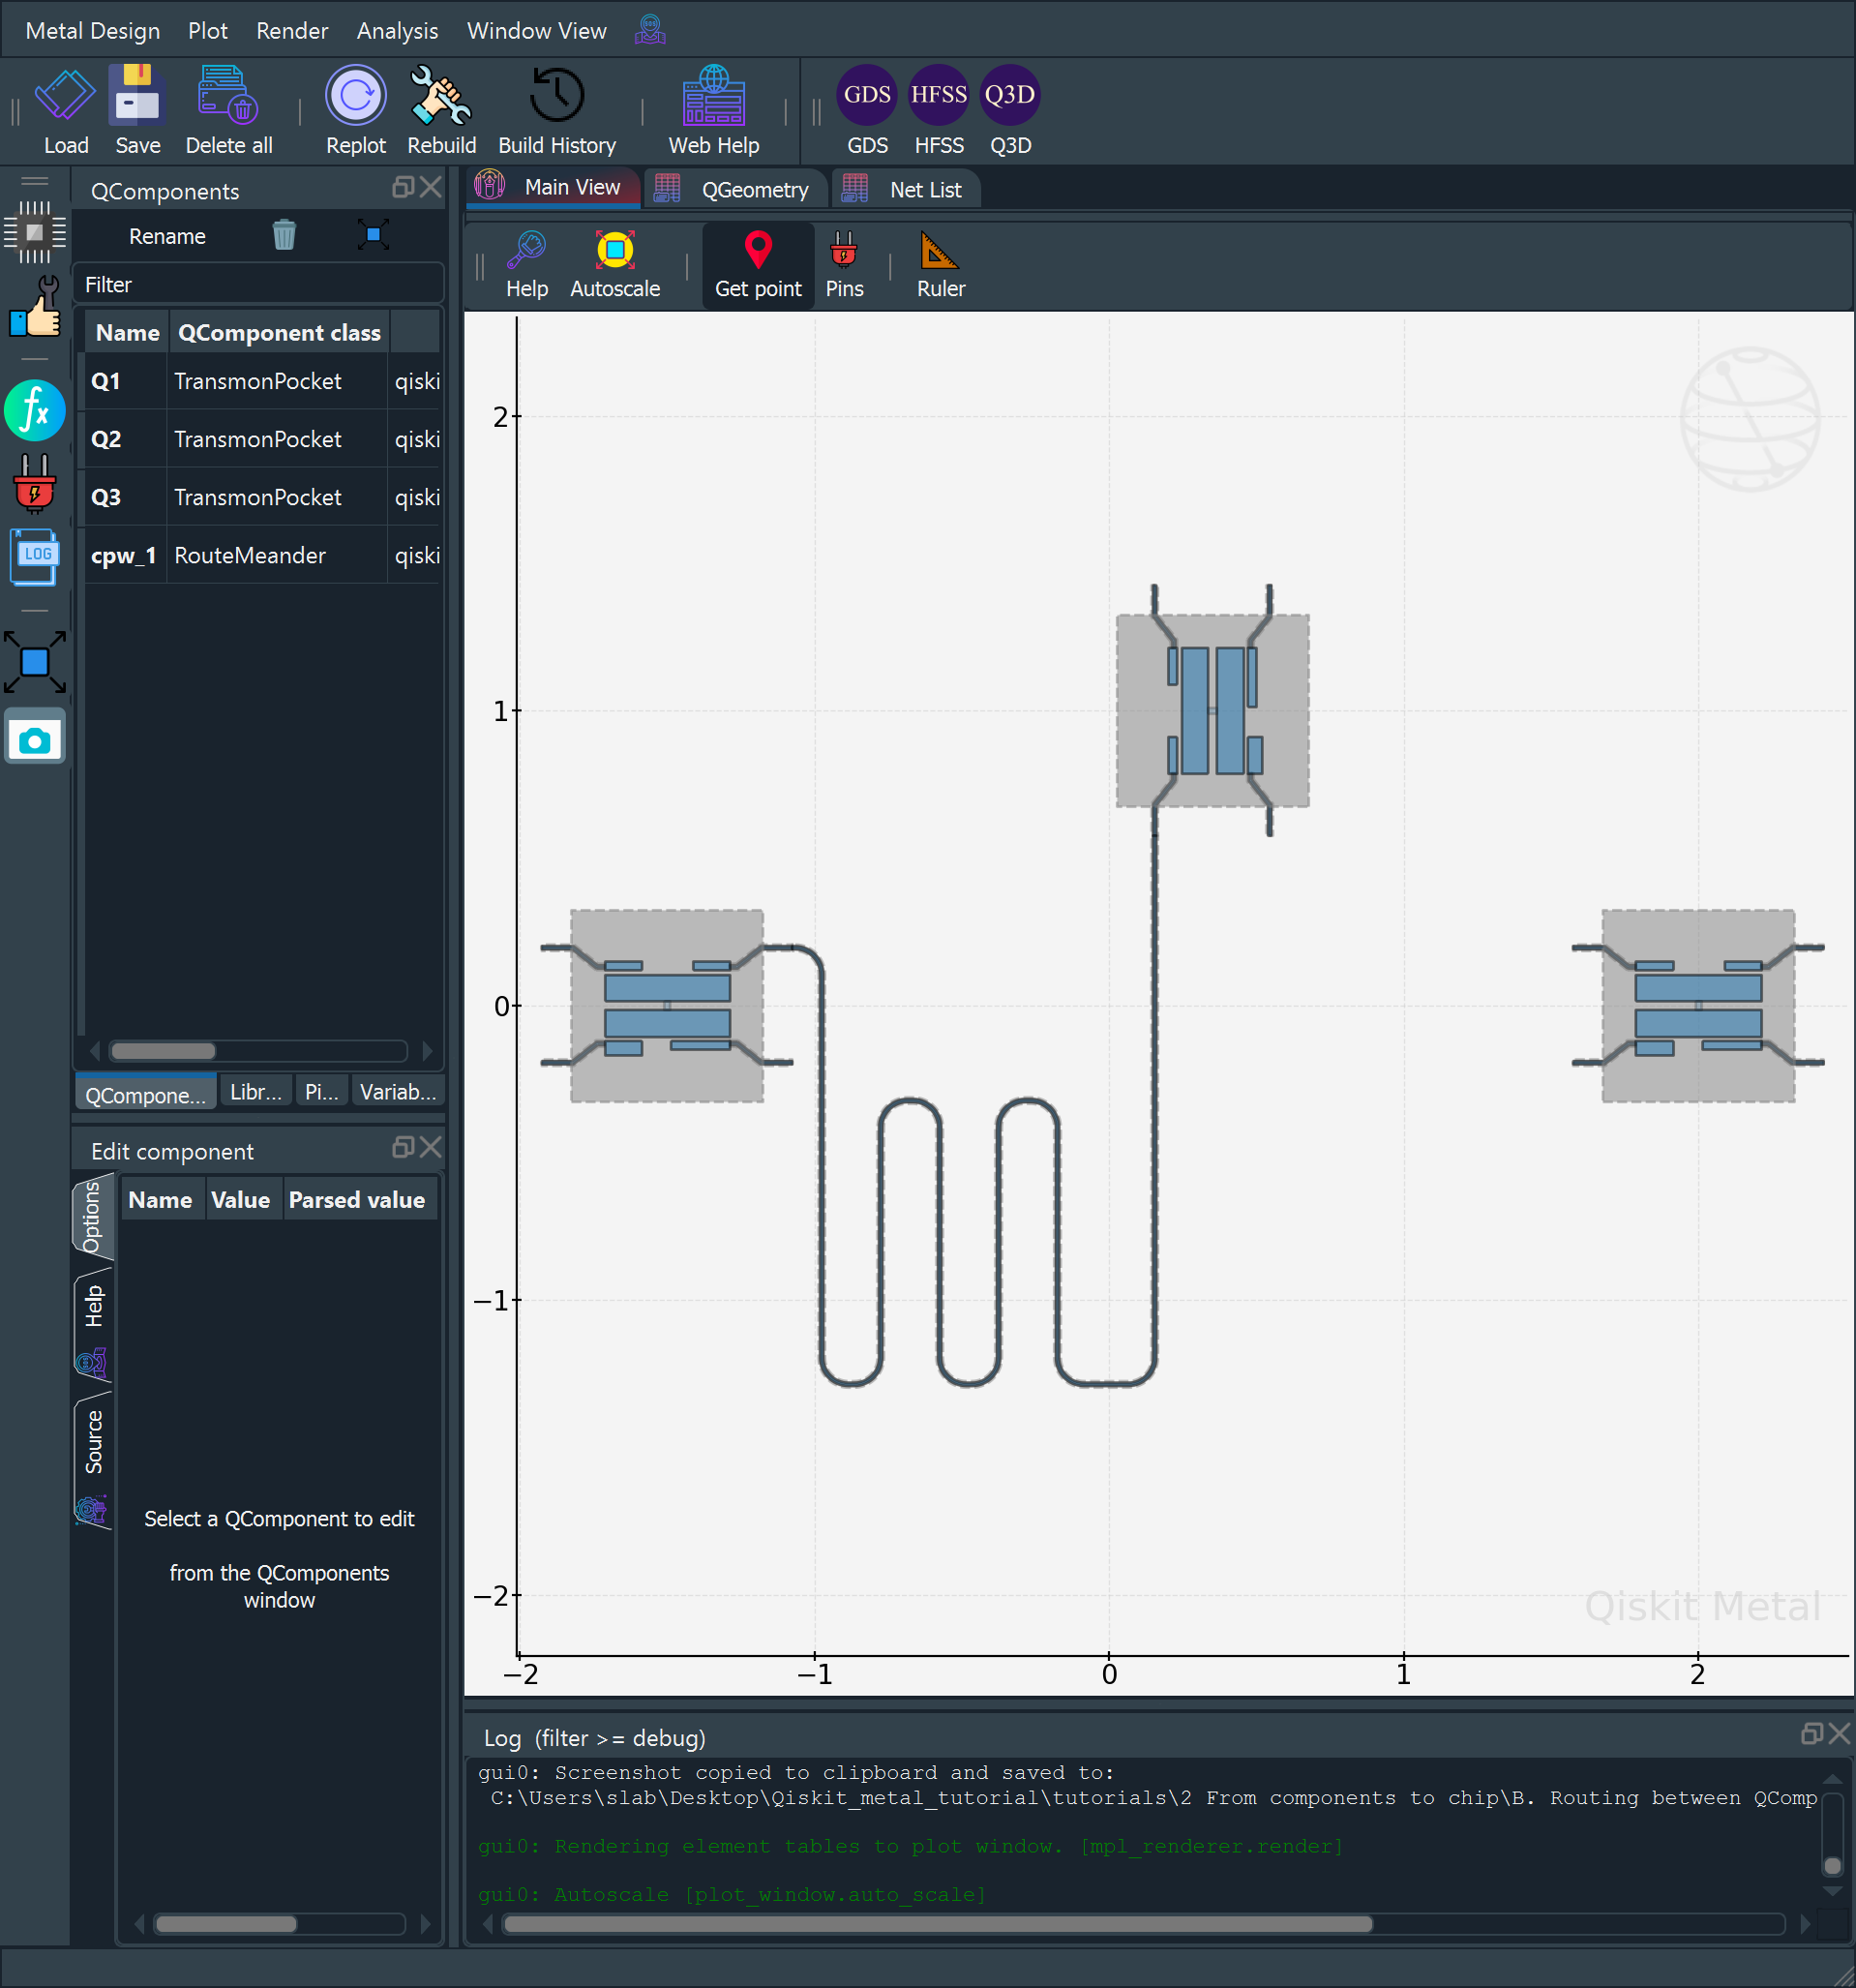 Metal Design Plot Render Analysis Window View
GDS HFSS Q3D
Load Save Delete all Replot Rebuild Build History Web Help GDS HFSS Q3D
QComponents
Rename
Filter
Name QComponent class
Q1 TransmonPocket qiski
Q2 TransmonPocket qiski
Q3 TransmonPocket qiski
cpw_1 RouteMeander qiski
LOG
QCompone... Libr... Pi... Variab...
Edit component
Options
Help
Source
Name Value Parsed value
Select a QComponent to edit
from the QComponents
window
Main View QGeometry Net List
Help Autoscale Get point Pins Ruler
2
1
0
−1
−2
−2 −1 0 1 2
Qiskit Metal
Log (filter >= debug)
gui0: Screenshot copied to clipboard and saved to:
C:\Users\slab\Desktop\Qiskit_metal_tutorial\tutorials\2 From components to chip\B. Routing between QComp
gui0: Rendering element tables to plot window. [mpl_renderer.render]
gui0: Autoscale [plot_window.auto_scale]